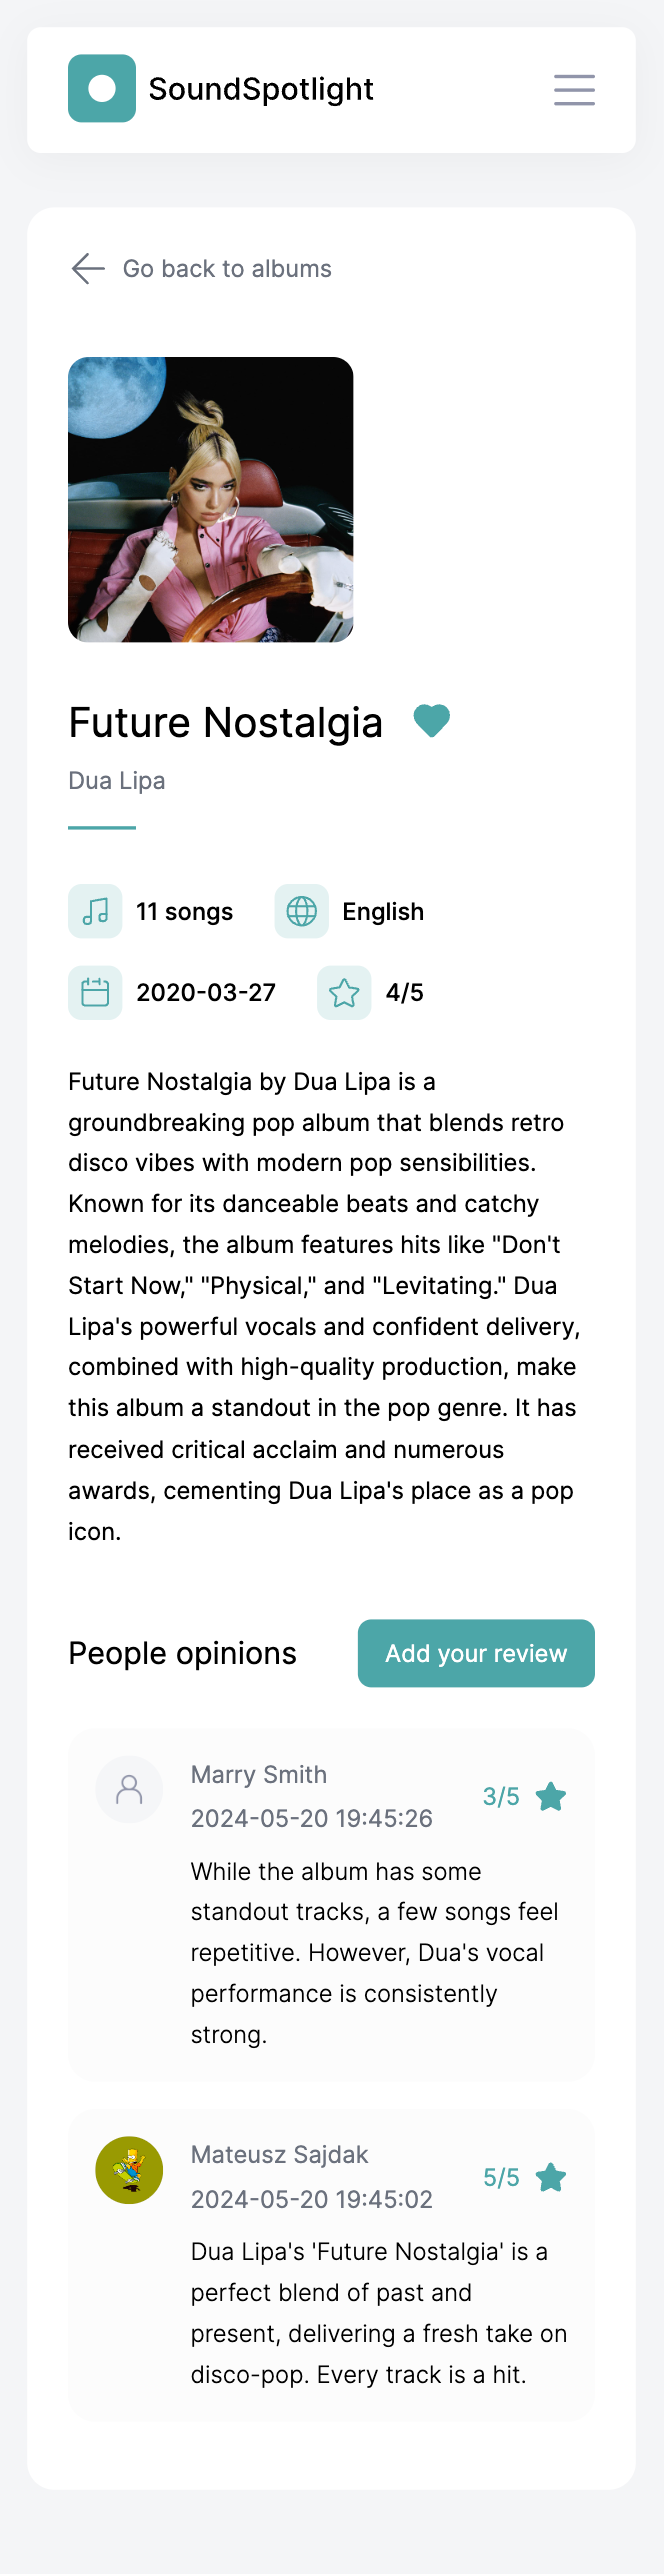 SoundSpotlight
Go back to albums
Future Nostalgia
Dua Lipa
11 songs English
2020-03-27 4/5
Future Nostalgia by Dua Lipa is a
groundbreaking pop album that blends retro
disco vibes with modern pop sensibilities.
Known for its danceable beats and catchy
melodies, the album features hits like "Don't
Start Now," "Physical," and "Levitating." Dua
Lipa's powerful vocals and confident delivery,
combined with high-quality production, make
this album a standout in the pop genre. It has
received critical acclaim and numerous
awards, cementing Dua Lipa's place as a pop
icon.
People opinions
Add your review
Marry Smith
2024-05-20 19:45:26
3/5
While the album has some
standout tracks, a few songs feel
repetitive. However, Dua's vocal
performance is consistently
strong.
Mateusz Sajdak
2024-05-20 19:45:02
5/5
Dua Lipa's 'Future Nostalgia' is a
perfect blend of past and
present, delivering a fresh take on
disco-pop. Every track is a hit.